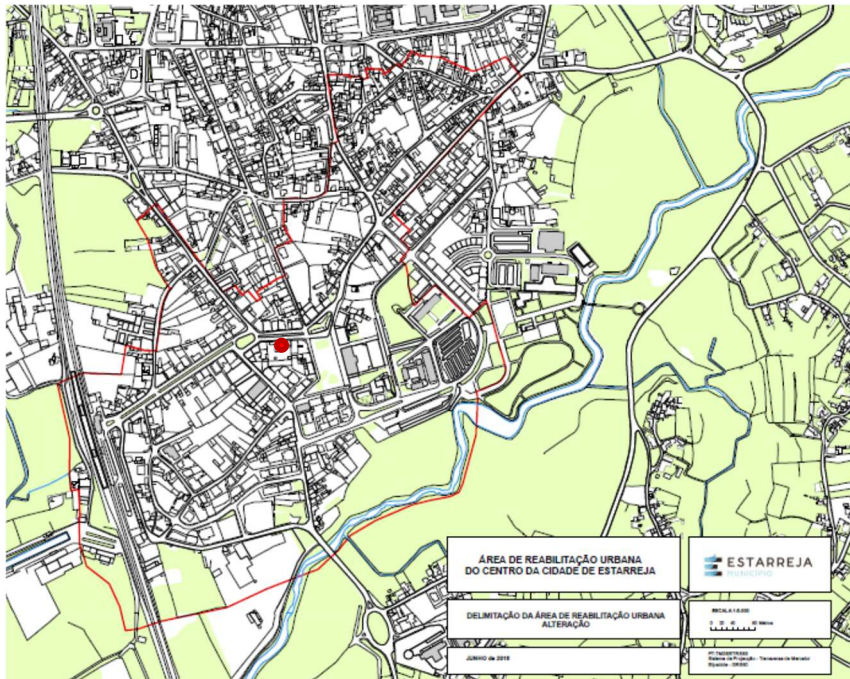 ÁREA DE REABILITAÇÃO URBANA
DO CENTRO DA CIDADE DE ESTARREJA
ESTARREJA
MUNICÍPIO
DELIMITAÇÃO DA ÁREA DE REABILITAÇÃO URBANA
ALTERAÇÃO
JUNHO de 2018